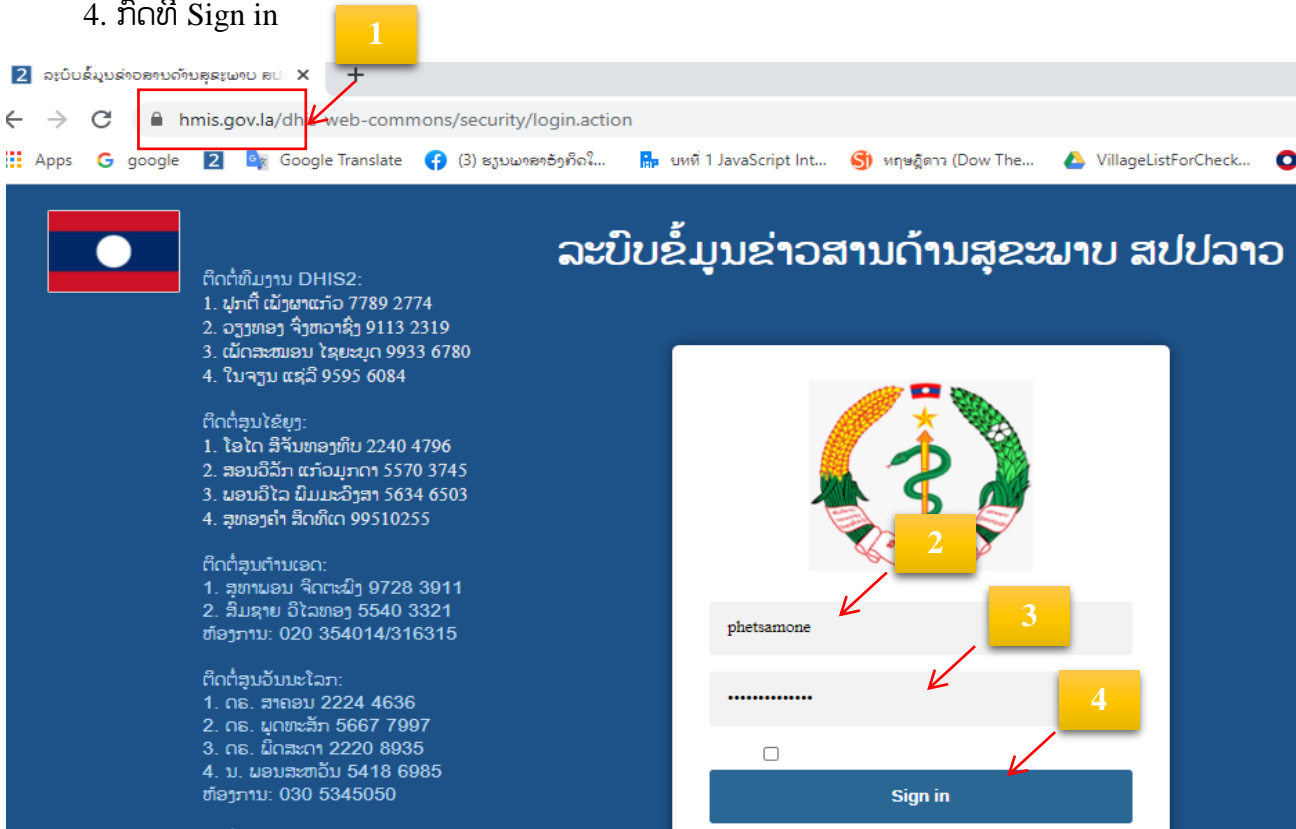 4. ກົດທີ່ Sign in
1
2 ລະບົບຂໍ້ມູນຂ່າວສານດ້ານສຸຂະພາບ ສປ
hmis.gov.la/dhis-web-commons/security/login.action
Apps google 2 Google Translate (3) ຮຽນພາສາອັງກິດໃ... บทที่ 1 JavaScript Int... ทฤษฎีดาว (Dow The... VillageListForCheck...
ລະບົບຂໍ້ມູນຂ່າວສານດ້ານສຸຂະພາບ ສປປລາວ
ຕິດຕໍ່ທີມງານ DHIS2:
1. ຟຸກຕີ້ ເພັງຜາແກ້ວ 7789 2774
2. ວຽງທອງ ຈົ່ງຫວາຊົ່ງ 9113 2319
3. ເພັດສະໝອນ ໄຊຍະບຸດ 9933 6780
4. ໃນຈຽນ ແຊ່ລີ 9595 6084
ຕິດຕໍ່ສູນໄຂ້ຍຸງ:
1. ໂອໄດ ສີຈັນທອງທິບ 2240 4796
2. ສອນວິລັກ ແກ້ວມຸກດາ 5570 3745
3. ພອນວິໄລ ພິມມະວົງສາ 5634 6503
4. ສຸທອງຄຳ ສິດທິເດ 99510255
ຕິດຕໍ່ສູນຕ້ານເອດ:
1. ສຸທາພອນ ຈິດຕະພົງ 9728 3911
2. ສົມຊາຍ ວິໄລທອງ 5540 3321
ຫ້ອງການ: 020 354014/316315
ຕິດຕໍ່ສູນວັນນະໂລກ:
1. ດຣ. ສາຄອນ 2224 4636
2. ດຣ. ພຸດທະສັກ 5667 7997
3. ດຣ. ພິດສະດາ 2220 8935
4. ນ. ພອນສະຫວັນ 5418 6985
ຫ້ອງການ: 030 5345050
2
phetsamone
3
4
Sign in